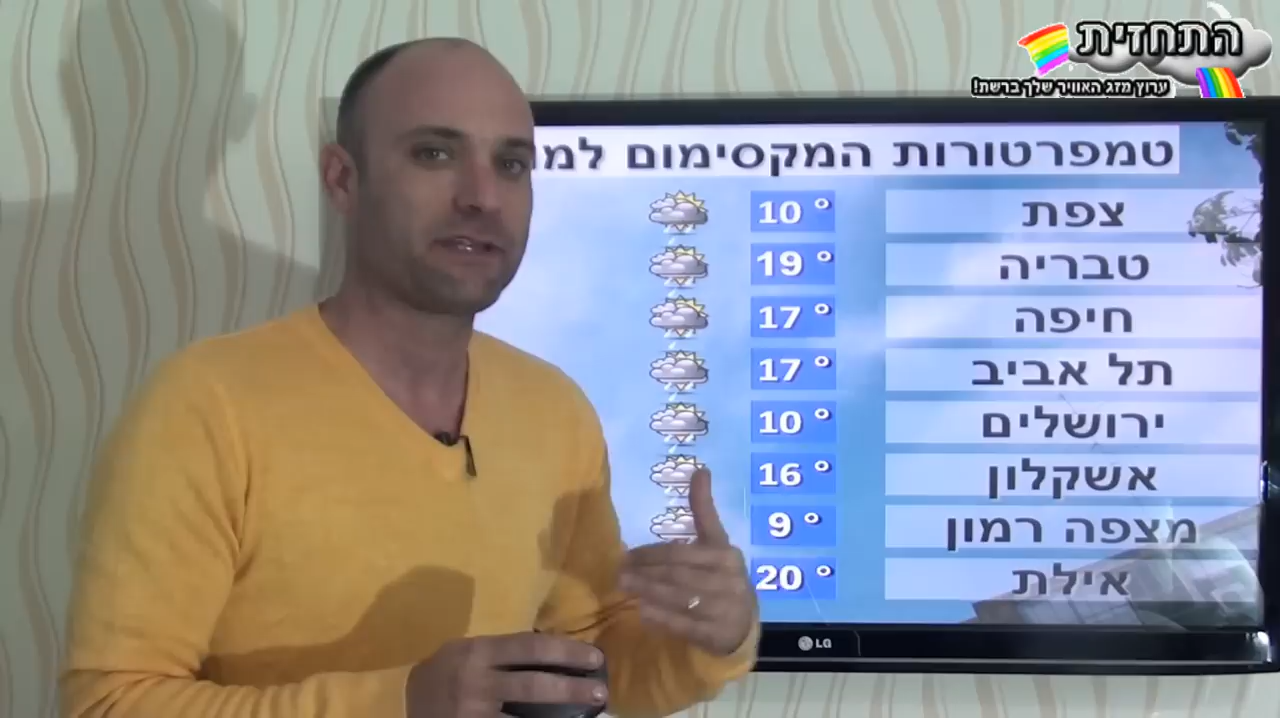 התחזית
ערוץ מזג האוויר שלך ברשת!
טמפרטורות המקסימום
צפת 10°
טבריה 19°
חיפה 17°
תל אביב 17°
ירושלים 10°
אשקלון 16°
מצפה רמון 9°
אילת 20°
LG